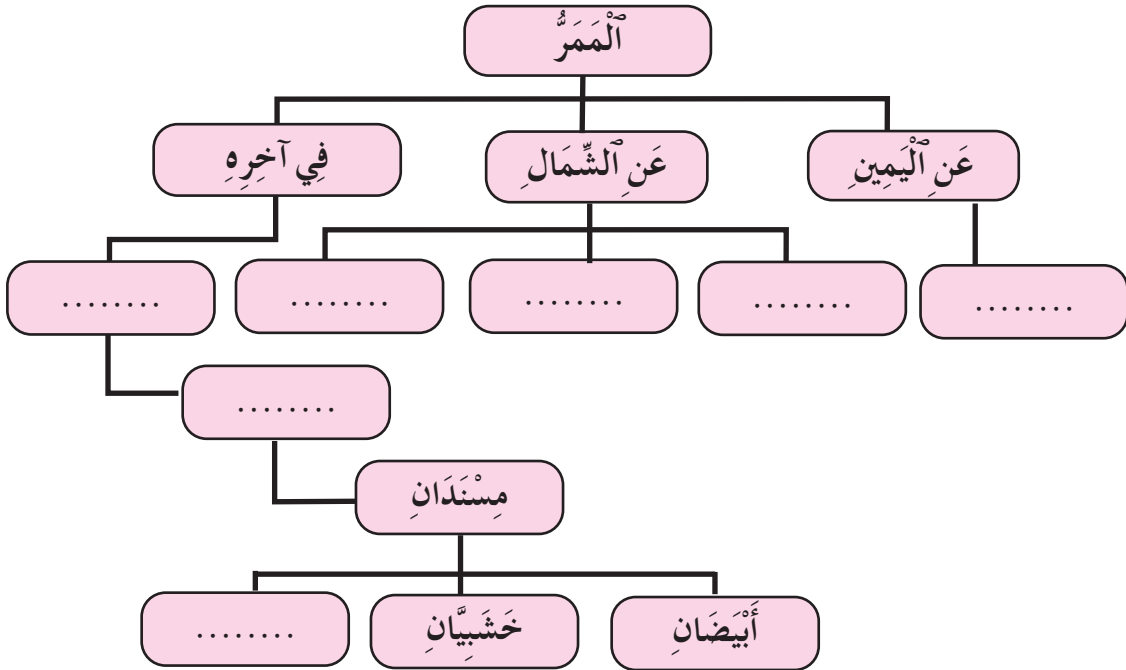 ٱلْمَمَرُّ
عَنِ ٱلْيَمِينِ
عَنِ ٱلشِّمَالِ
فِي آخِرِهِ
........
........
........
........
........
........
مِسْنَدَانِ
أَبْيَضَانِ
خَشَبِيَّانِ
........